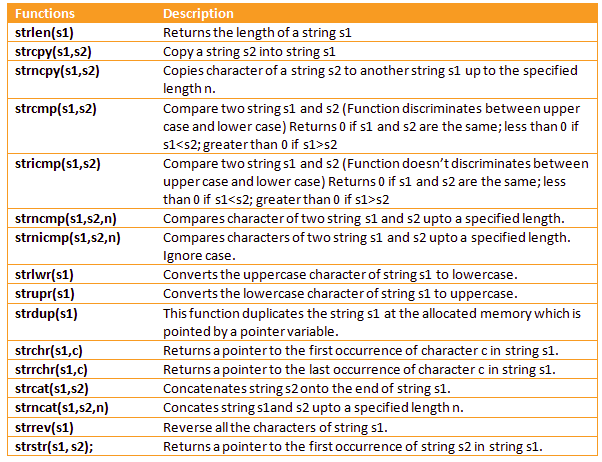 Functions Description
strlen(s1) Returns the length of a string s1
strcpy(s1,s2) Copy a string s2 into string s1
strncpy(s1,s2) Copies character of a string s2 to another string s1 up to the specified
length n.
strcmp(s1,s2) Compare two string s1 and s2 (Function discriminates between upper
case and lower case) Returns 0 if s1 and s2 are the same; less than 0 if
s1<s2; greater than 0 if s1>s2
stricmp(s1,s2) Compare two string s1 and s2 (Function doesn't discriminates between
upper case and lower case) Returns 0 if s1 and s2 are the same; less
than 0 if s1<s2; greater than 0 if s1>s2
strncmp(s1,s2,n) Compares character of two string s1 and s2 upto a specified length.
strnicmp(s1,s2,n) Compares characters of two string s1 and s2 upto a specified length.
Ignore case.
strlwr(s1) Converts the uppercase character of string s1 to lowercase.
strupr(s1) Converts the lowercase character of string s1 to uppercase.
strdup(s1) This function duplicates the string s1 at the allocated memory which is
pointed by a pointer variable.
strchr(s1,c) Returns a pointer to the first occurrence of character c in string s1.
strrchr(s1,c) Returns a pointer to the last occurrence of character c in string s1.
strcat(s1,s2) Concatenates string s2 onto the end of string s1.
strncat(s1,s2,n) Concates string s1and s2 upto a specified length n.
strrev(s1) Reverse all the characters of string s1.
strstr(s1, s2); Returns a pointer to the first occurrence of string s2 in string s1.